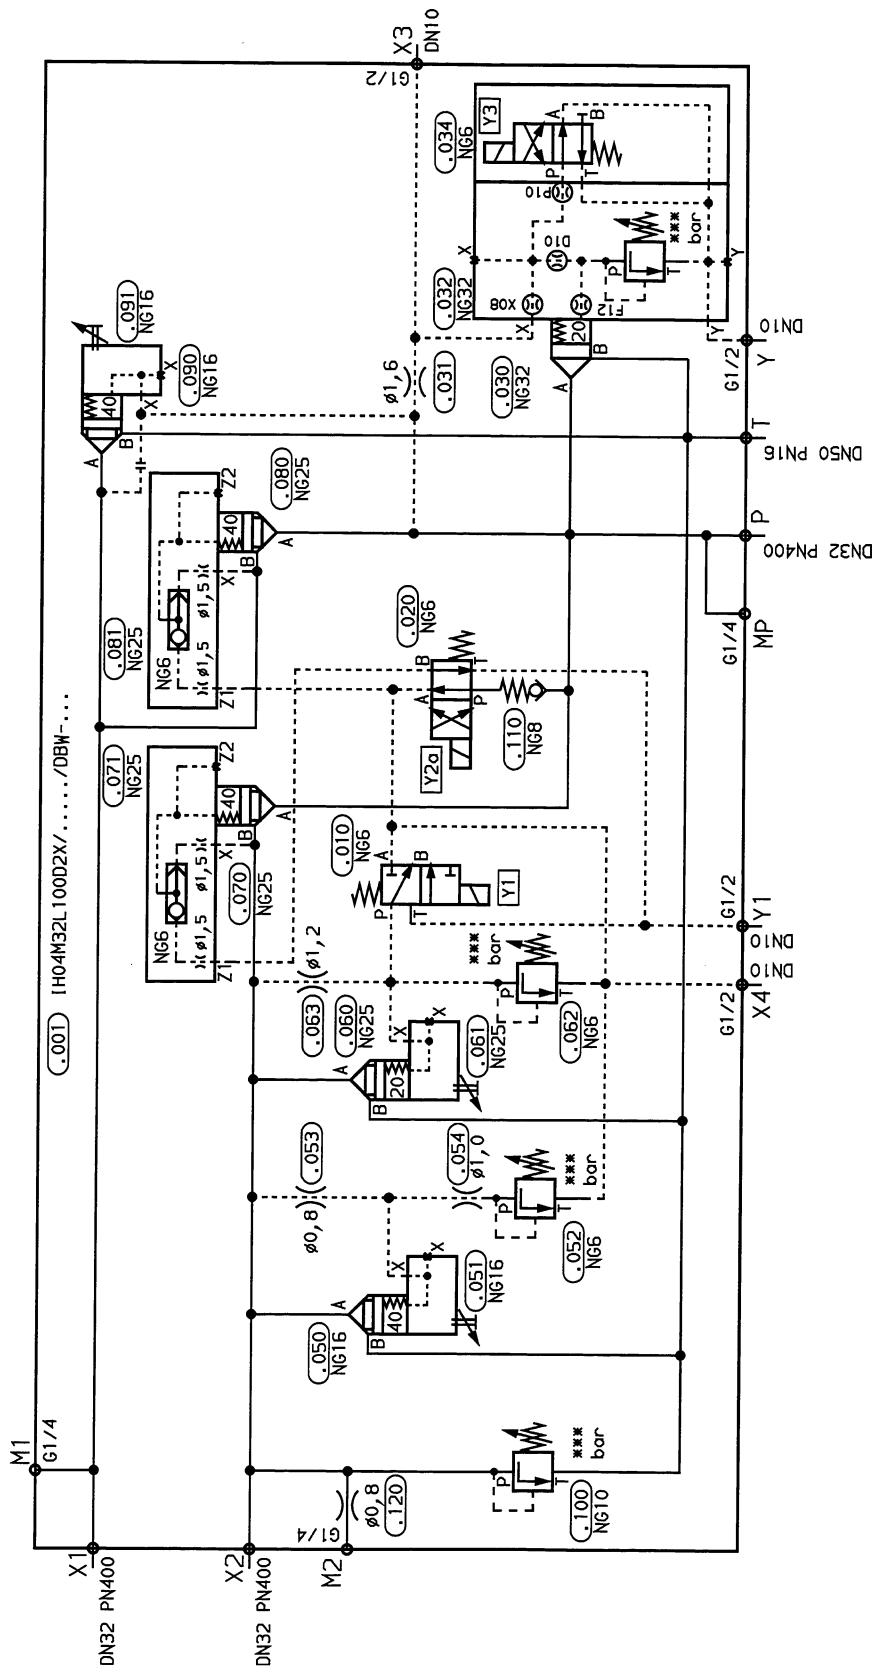 .001 IH04M32L100D2X/...../DBW-...
M1
G1/4
X1
DN32 PN400
X2
DN32 PN400
G1/4
M2
ø0,8
.120
P
T
***
bar
.100
NG10
.050
NG16
A
B
40
X
X
.051
NG16
ø0,8
.053
.054
ø1,0
P
T
***
bar
.052
NG6
.063
ø1,2
.060
NG25
A
B
20
X
X
.061
NG25
P
T
***
bar
.062
NG6
.071
NG25
NG6
ø1,5
ø1,5
Z1
Z2
X
B
40
A
.070
NG25
.010
NG6
P
A
T
B
Y1
.081
NG25
NG6
ø1,5
ø1,5
Z1
Z2
X
B
40
A
.080
NG25
.020
NG6
A
B
P
T
Y2a
.110
NG8
.091
NG16
.090
NG16
A
B
40
X
X
ø1,6
.031
.030
NG32
.032
NG32
A
B
20
X
X08
F12
X
D10
P10
P
T
***
bar
Y
Y
.034
NG6
Y3
P
A
T
B
X3
DN10
G1/2
G1/2
Y
DN10
T
DN50 PN16
P
DN32 PN400
G1/4
MP
G1/2
Y1
DN10
G1/2
X4
DN10